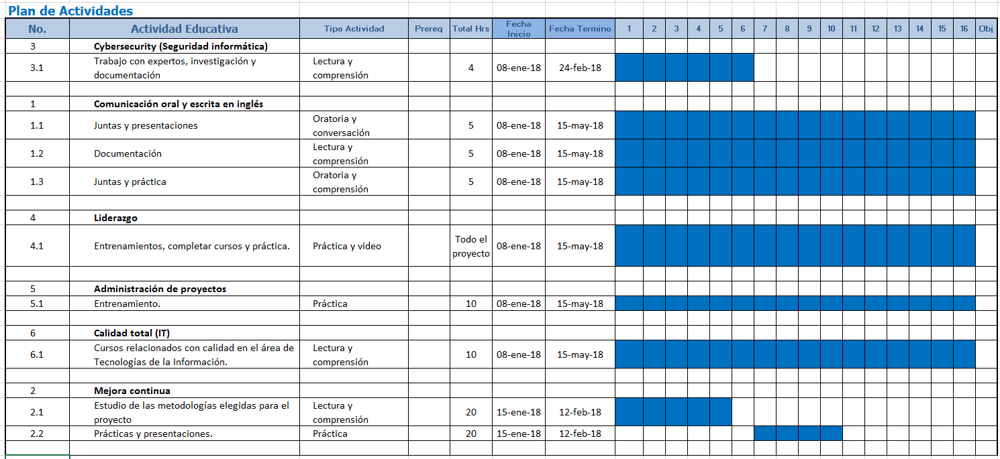 Plan de Actividades
No. Actividad Educativa Tipo Actividad Prereq Total Hrs Fecha Inicio Fecha Termino 1 2 3 4 5 6 7 8 9 10 11 12 13 14 15 16 Obj
3 Cybersecurity (Seguridad informática)
3.1 Trabajo con expertos, investigación y documentación Lectura y comprensión 4 08-ene-18 24-feb-18
1 Comunicación oral y escrita en inglés
1.1 Juntas y presentaciones Oratoria y conversación 5 08-ene-18 15-may-18
1.2 Documentación Lectura y comprensión 5 08-ene-18 15-may-18
1.3 Juntas y práctica Oratoria y comprensión 5 08-ene-18 15-may-18
4 Liderazgo
4.1 Entrenamientos, completar cursos y práctica. Práctica y video Todo el proyecto 08-ene-18 15-may-18
5 Administración de proyectos
5.1 Entrenamiento. Práctica 10 08-ene-18 15-may-18
6 Calidad total (IT)
6.1 Cursos relacionados con calidad en el área de Tecnologías de la Información. Lectura y comprensión 10 08-ene-18 15-may-18
2 Mejora continua
2.1 Estudio de las metodologías elegidas para el proyecto Lectura y comprensión 20 15-ene-18 12-feb-18
2.2 Prácticas y presentaciones. Práctica 20 15-ene-18 12-feb-18